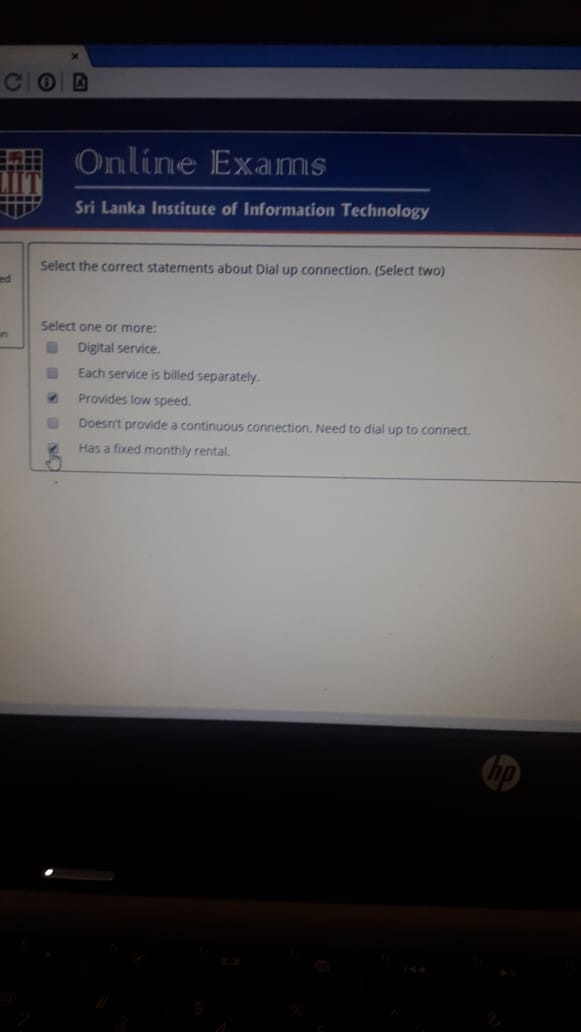 Online Exams
LIIT
Sri Lanka Institute of Information Technology
ed
Select the correct statements about Dial up connection. (Select two)
Select one or more:
Digital service.
Each service is billed separately.
Provides low speed.
Doesn't provide a continuous connection. Need to dial up to connect.
Has a fixed monthly rental.
hp